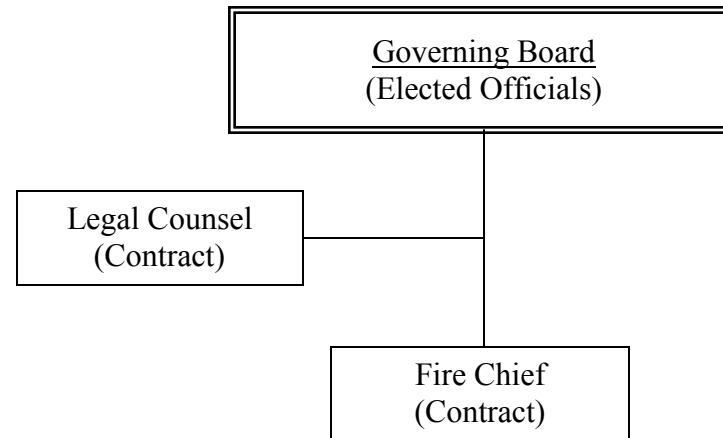 Governing Board
(Elected Officials)
Legal Counsel
(Contract)
Fire Chief
(Contract)